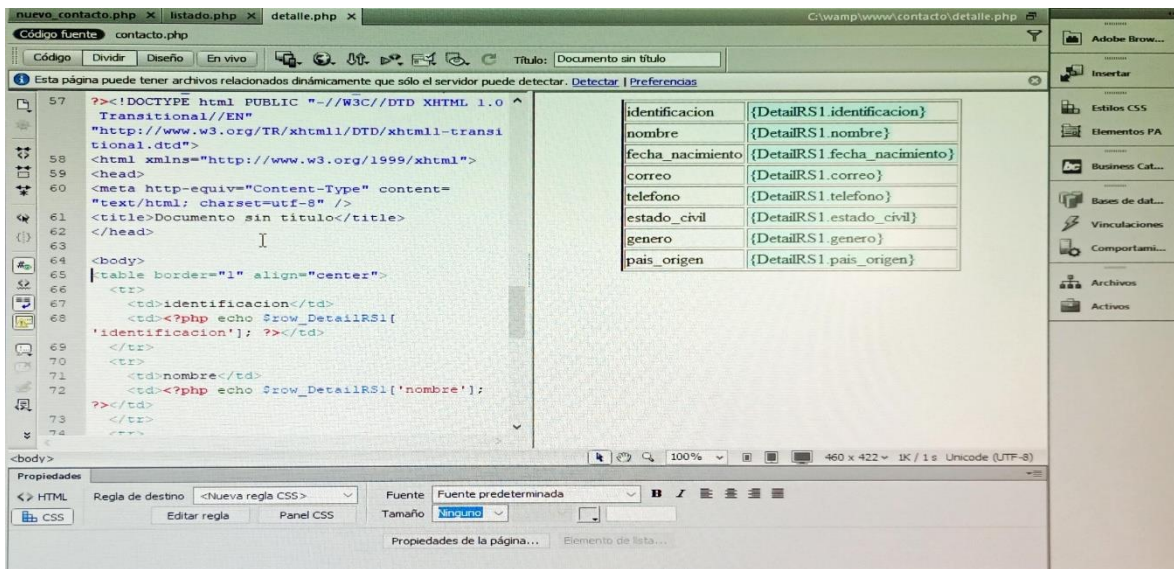 nuevo_contacto.php × listado.php × detalle.php × C:\wamp\www\contacto\detalle.php
Código fuente contacto.php
Código Dividir Diseño En vivo Título: Documento sin título
Esta página puede tener archivos relacionados dinámicamente que sólo el servidor puede detectar. Detectar | Preferencias
57 ?><!DOCTYPE html PUBLIC "-//W3C//DTD XHTML 1.0
Transitional//EN"
"http://www.w3.org/TR/xhtml1/DTD/xhtml1-transi
tional.dtd">
58 <html xmlns="http://www.w3.org/1999/xhtml">
59 <head>
60 <meta http-equiv="Content-Type" content=
"text/html; charset=utf-8" />
61 <title>Documento sin título</title>
62 </head>
63
64 <body>
65 <table border="1" align="center">
66 <tr>
67 <td>identificacion</td>
68 <td><?php echo $row_DetailRS1[
'identificacion']; ?></td>
69 </tr>
70 <tr>
71 <td>nombre</td>
72 <td><?php echo $row_DetailRS1['nombre'];
?></td>
73 </tr>
74 <tr>
identificacion {DetailRS1.identificacion}
nombre {DetailRS1.nombre}
fecha_nacimiento {DetailRS1.fecha_nacimiento}
correo {DetailRS1.correo}
telefono {DetailRS1.telefono}
estado_civil {DetailRS1.estado_civil}
genero {DetailRS1.genero}
pais_origen {DetailRS1.pais_origen}
<body> 100% 460 x 422 1K / 1 s Unicode (UTF-8)
Propiedades
<> HTML Regla de destino <Nueva regla CSS> Fuente Fuente predeterminada B I
CSS Editar regla Panel CSS Tamaño Ninguno
Propiedades de la página... Elemento de lista...
Adobe Brow...
Insertar
Estilos CSS
Elementos PA
Business Cat...
Bases de dat...
Vinculaciones
Comportami...
Archivos
Activos